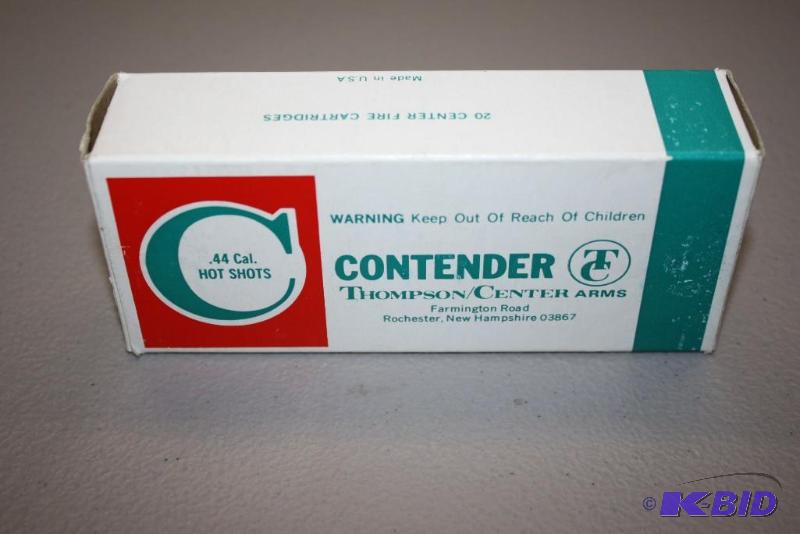 Made in U.S.A
20 CENTER FIRE CARTRIDGES
.44 Cal.
HOT SHOTS
WARNING Keep Out Of Reach Of Children
CONTENDER TC
THOMPSON/CENTER ARMS
Farmington Road
Rochester, New Hampshire 03867
© K-BID